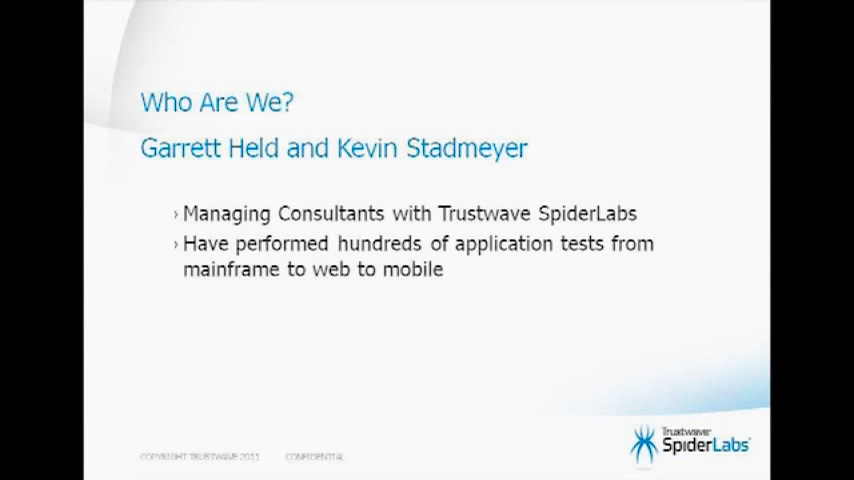 Who Are We?
Garrett Held and Kevin Stadmeyer
› Managing Consultants with Trustwave SpiderLabs
› Have performed hundreds of application tests from
mainframe to web to mobile
COPYRIGHT TRUSTWAVE 2011 CONFIDENTIAL
Trustwave®
SpiderLabs®